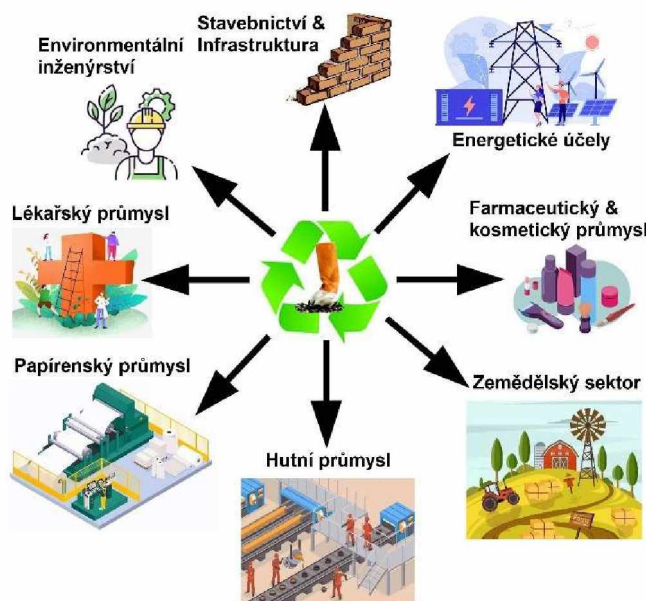 Stavebnictví &
Infrastruktura
Environmentální
inženýrství
Energetické účely
Lékařský průmysl
Farmaceutický &
kosmetický průmysl
Papírenský průmysl
Zemědělský sektor
Hutní průmysl